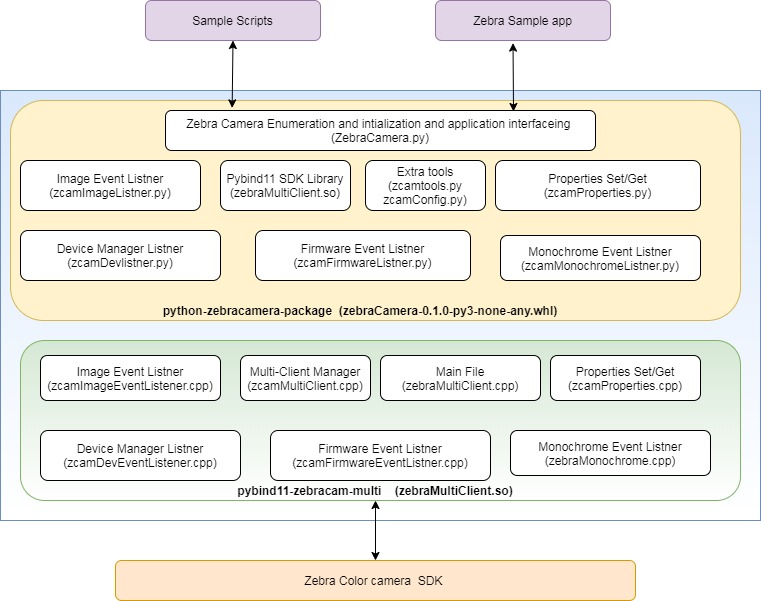 Sample Scripts
Zebra Sample app
Zebra Camera Enumeration and intialization and application interfaceing
(ZebraCamera.py)
Image Event Listner
(zcamImageListner.py)
Pybind11 SDK Library
(zebraMultiClient.so)
Extra tools
(zcamtools.py
zcamConfig.py)
Properties Set/Get
(zcamProperties.py)
Device Manager Listner
(zcamDevlistner.py)
Firmware Event Listner
(zcamFirmwareListner.py)
Monochrome Event Listner
(zcamMonochromeListner.py)
python-zebracamera-package (zebraCamera-0.1.0-py3-none-any.whl)
Image Event Listner
(zcamImageEventListener.cpp)
Multi-Client Manager
(zcamMultiClient.cpp)
Main File
(zebraMultiClient.cpp)
Properties Set/Get
(zcamProperties.cpp)
Device Manager Listner
(zcamDevEventListener.cpp)
Firmware Event Listner
(zcamFirmwareEventListner.cpp)
Monochrome Event Listner
(zebraMonochrome.cpp)
pybind11-zebracam-multi (zebraMultiClient.so)
Zebra Color camera SDK